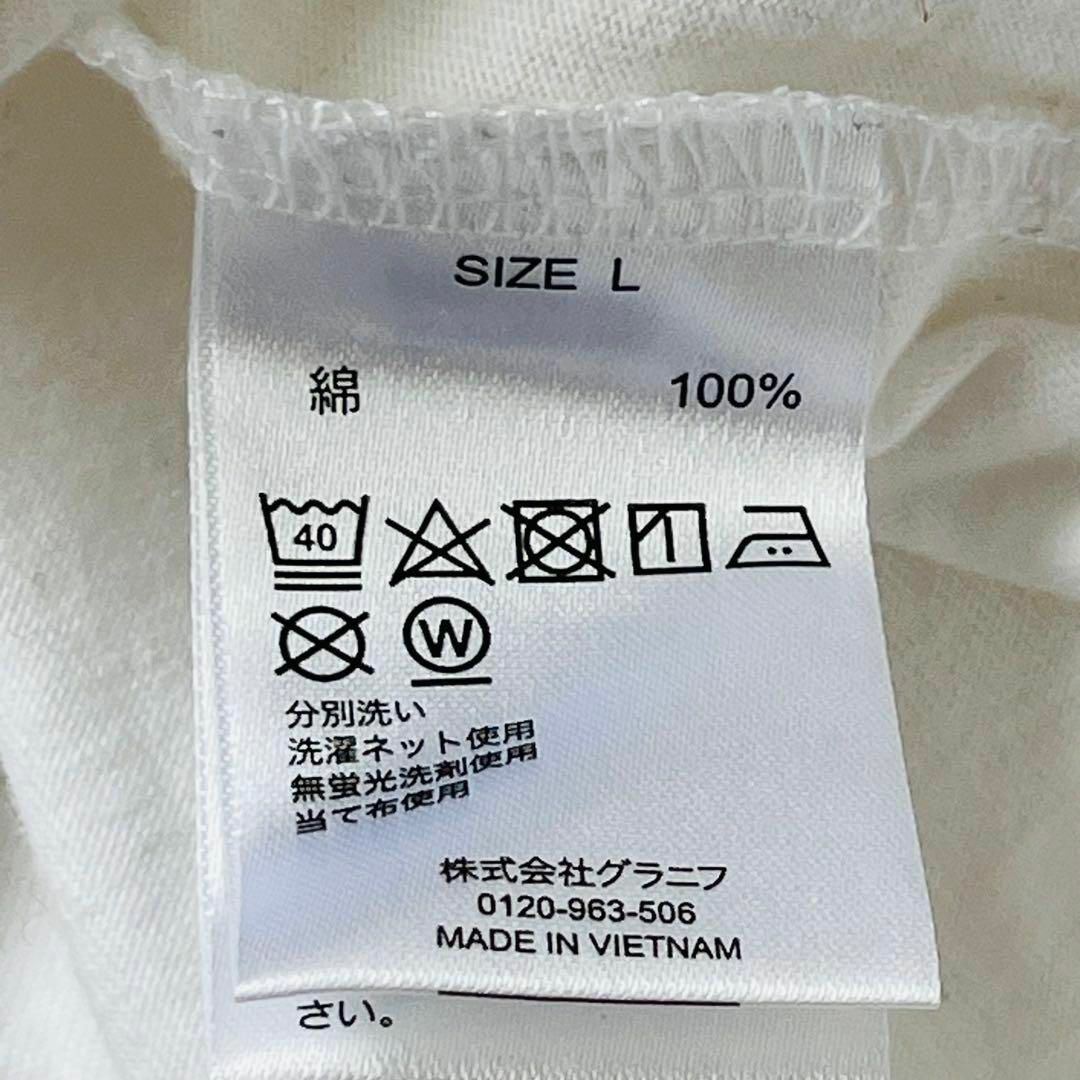 SIZE L
綿 100%
40
W
分別洗い
洗濯ネット使用
無蛍光洗剤使用
当て布使用
株式会社グラニフ
0120-963-506
MADE IN VIETNAM
さい。